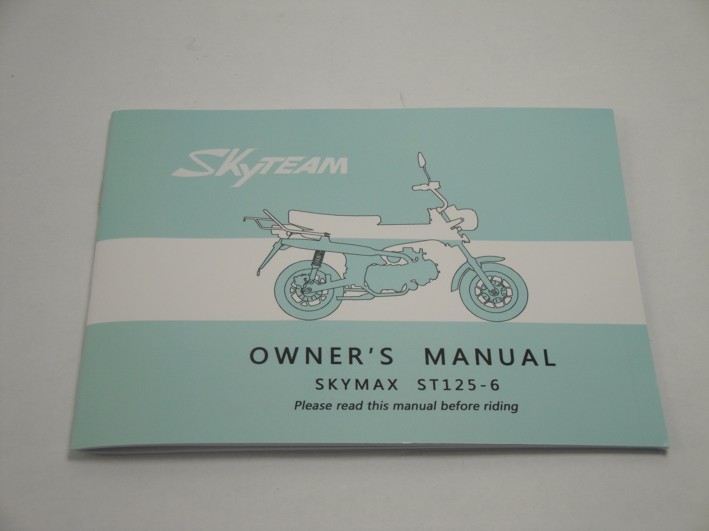 SKyTEAM
OWNER'S MANUAL
SKYMAX ST125-6
Please read this manual before riding